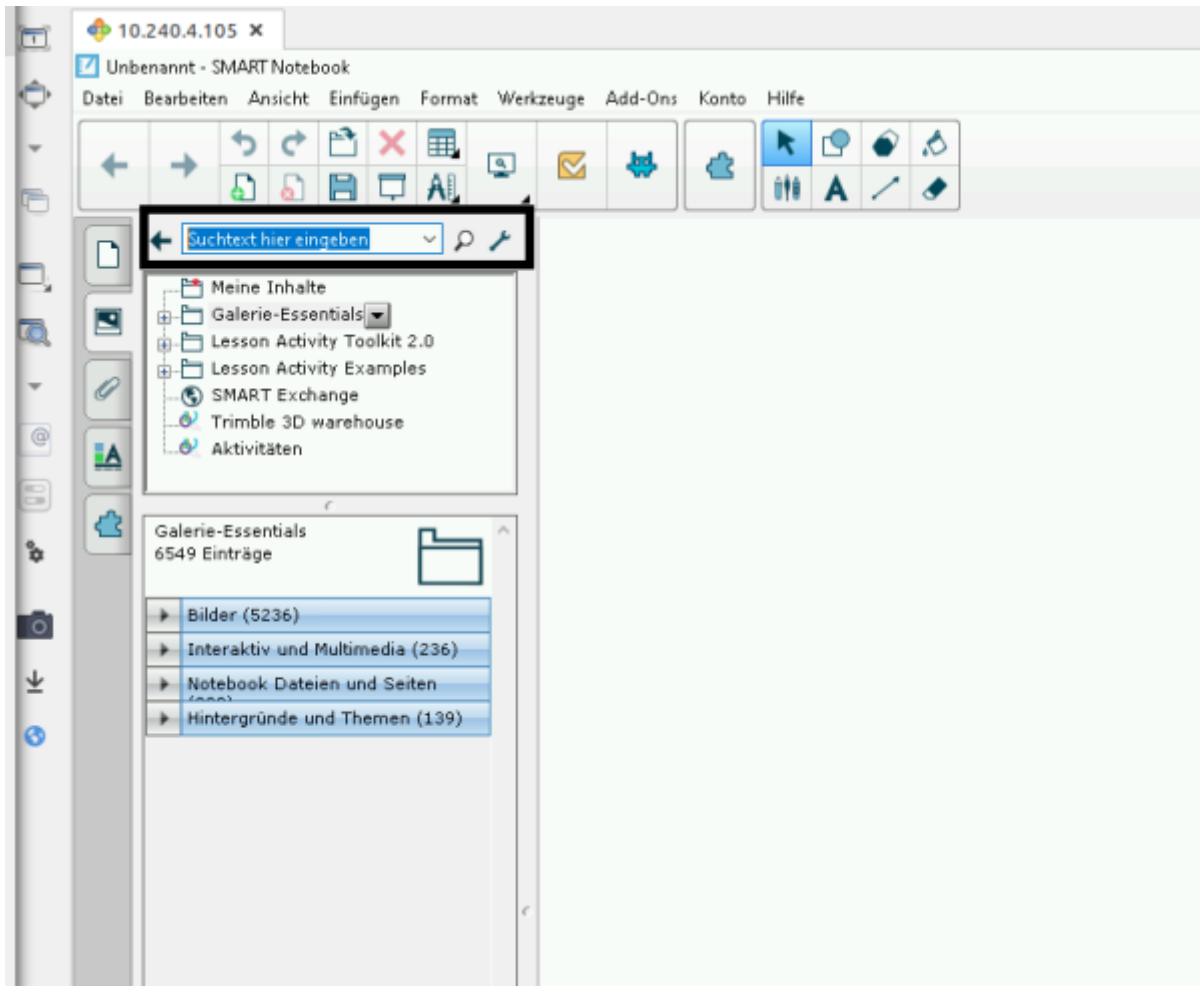 10.240.4.105
Unbenannt - SMART Notebook
Datei Bearbeiten Ansicht Einfügen Format Werkzeuge Add-Ons Konto Hilfe
Suchtext hier eingeben
Meine Inhalte
Galerie-Essentials
Lesson Activity Toolkit 2.0
Lesson Activity Examples
SMART Exchange
Trimble 3D warehouse
Aktivitäten
Galerie-Essentials
6549 Einträge
Bilder (5236)
Interaktiv und Multimedia (236)
Notebook Dateien und Seiten
Hintergründe und Themen (139)